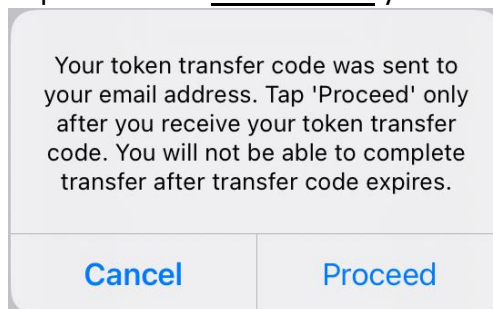 Your token transfer code was sent to
your email address. Tap 'Proceed' only
after you receive your token transfer
code. You will not be able to complete
transfer after transfer code expires.
Cancel
Proceed